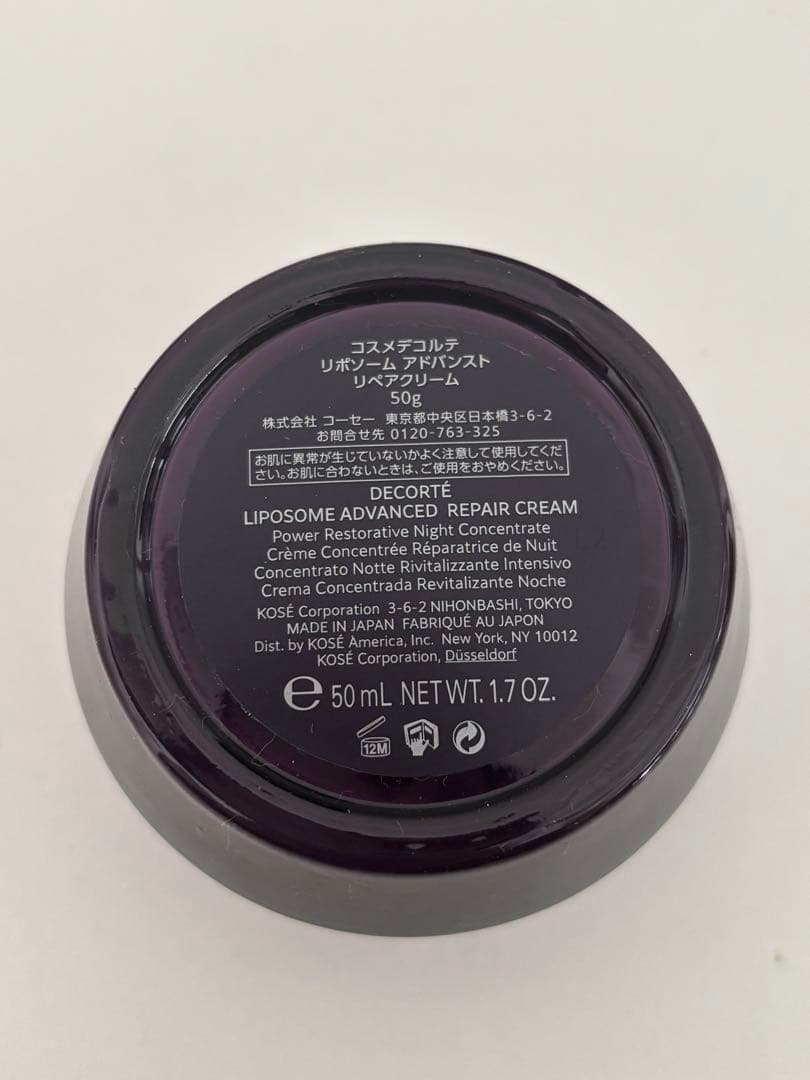 コスメデコルテ
リポソーム アドバンスト
リペアクリーム
50g
株式会社 コーセー 東京都中央区日本橋3-6-2
お問合せ先 0120-763-325
お肌に異常が生じていないかよく注意して使用してくだ
さい。お肌に合わないときは、ご使用をおやめください。
DECORTÉ
LIPOSOME ADVANCED REPAIR CREAM
Power Restorative Night Concentrate
Crème Concentrée Réparatrice de Nuit
Concentrato Notte Rivitalizzante Intensivo
Crema Concentrada Revitalizante Noche
KOSÉ Corporation 3-6-2 NIHONBASHI, TOKYO
MADE IN JAPAN FABRIQUÉ AU JAPON
Dist. by KOSÉ America, Inc. New York, NY 10012
KOSÉ Corporation, Düsseldorf
℮ 50 mL NET WT. 1.7 OZ.
12M